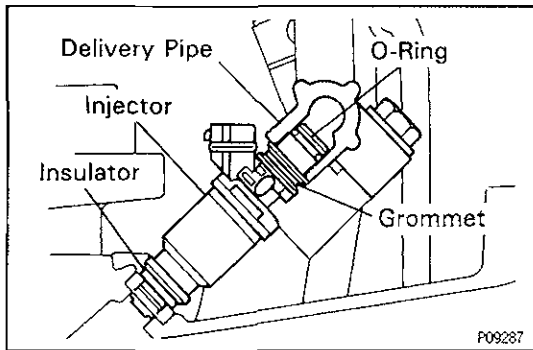 Delivery Pipe
O-Ring
Injector
Insulator
Grommet
P09287